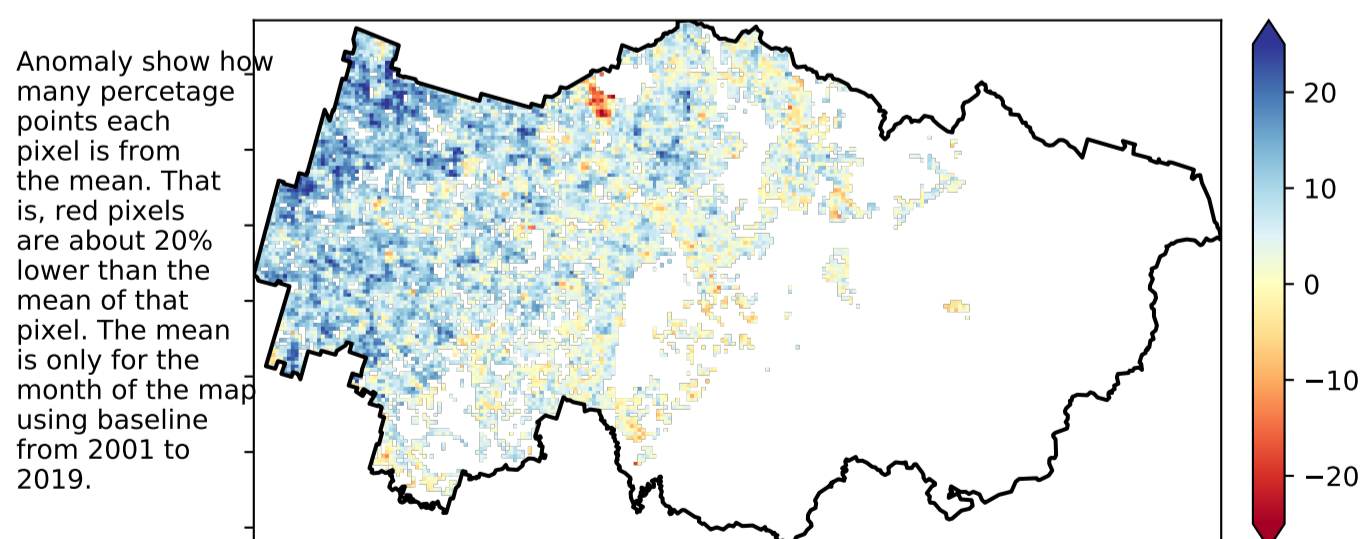 Anomaly show how
many percetage
points each
pixel is from
the mean. That
is, red pixels
are about 20%
lower than the
mean of that
pixel. The mean
is only for the
month of the map
using baseline
from 2001 to
2019.
20
10
0
−10
−20